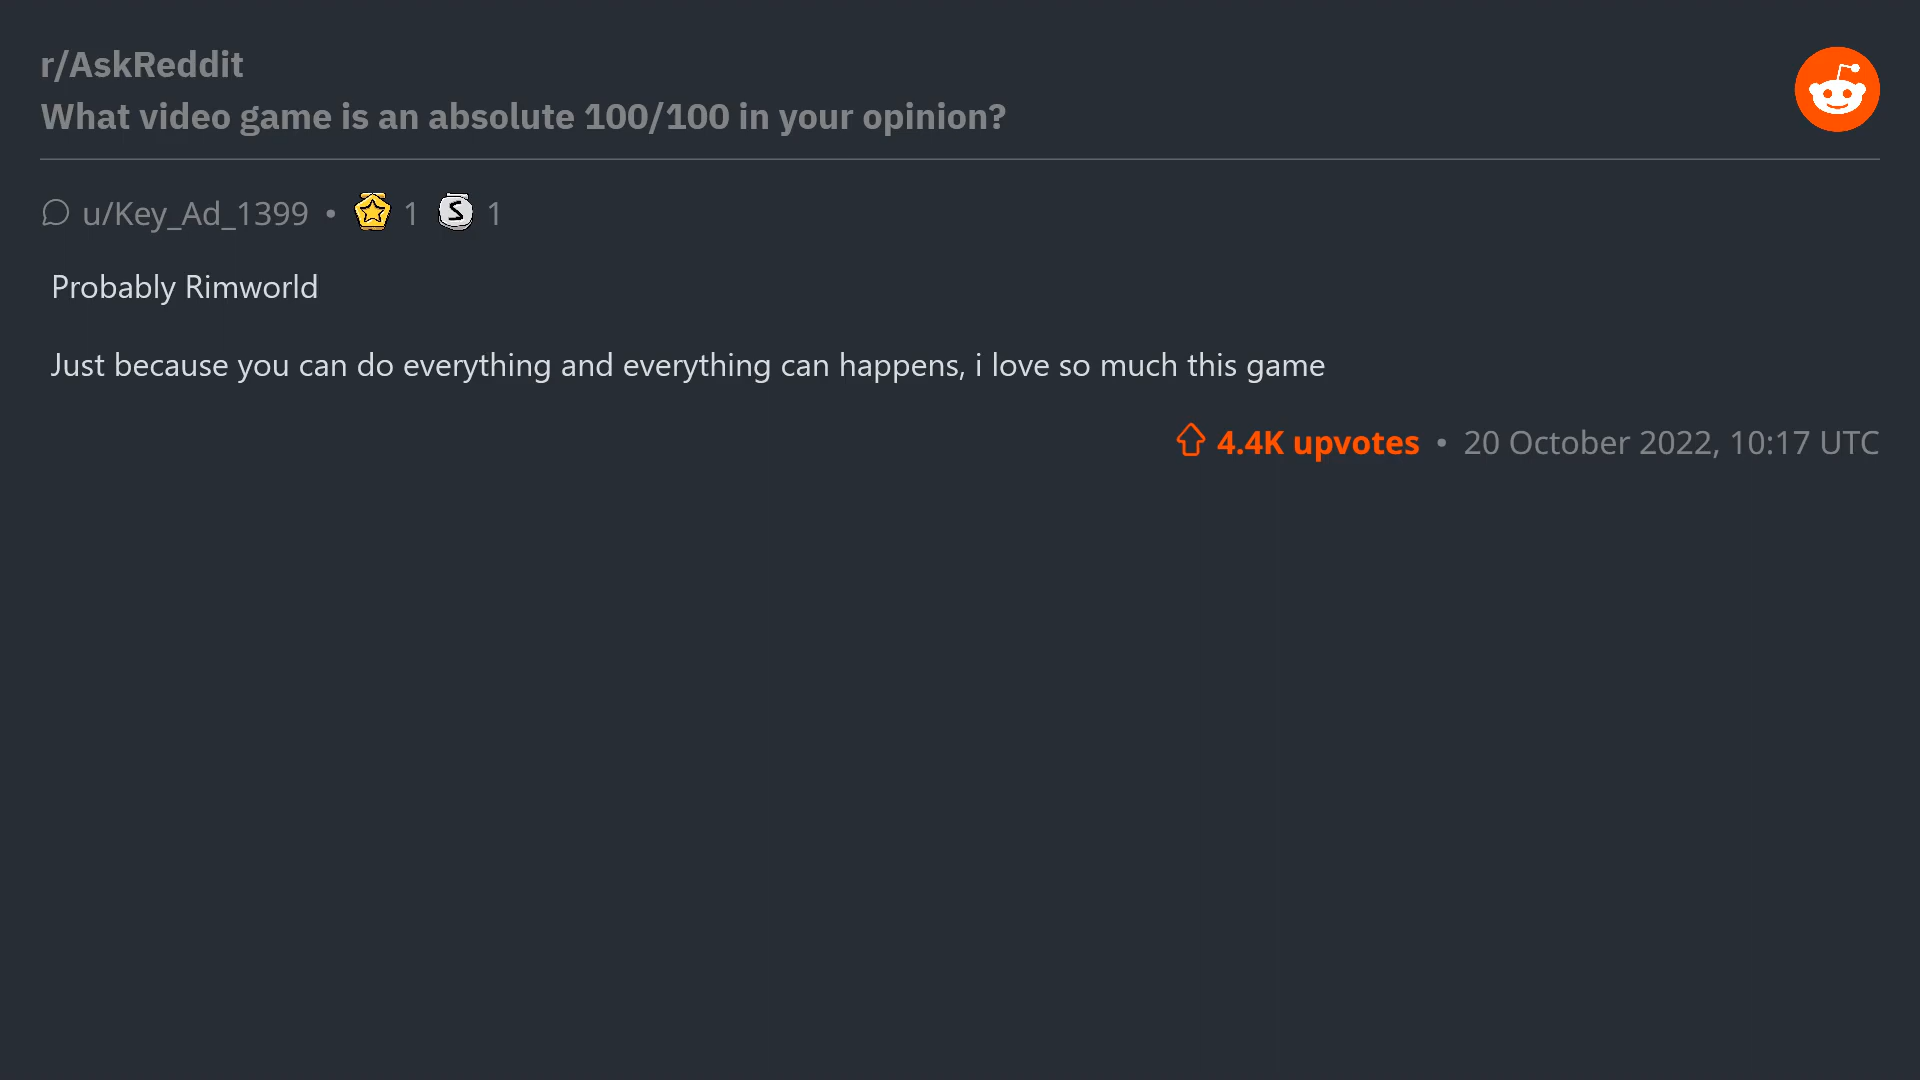 r/AskReddit
What video game is an absolute 100/100 in your opinion?
u/Key_Ad_1399 • 1 S 1
Probably Rimworld
Just because you can do everything and everything can happens, i love so much this game
4.4K upvotes • 20 October 2022, 10:17 UTC